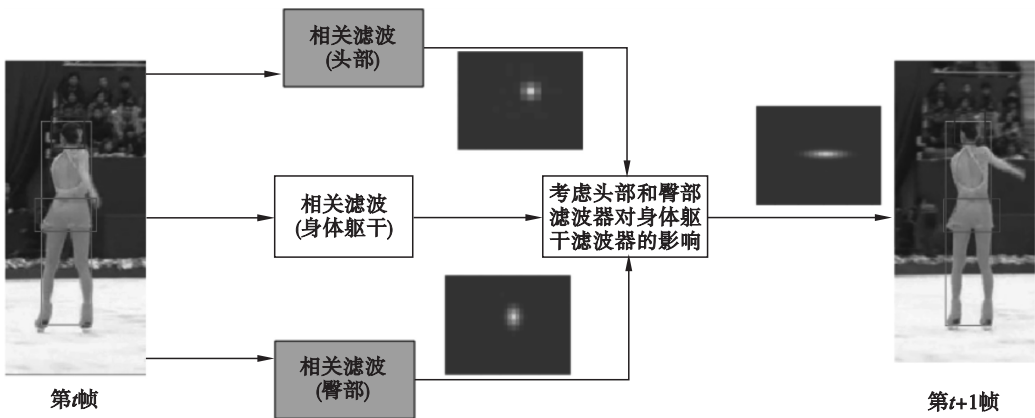 相关滤波
(头部)
相关滤波
(身体躯干)
考虑头部和臀部
滤波器对身体躯
干滤波器的影响
相关滤波
(臀部)
第t帧
第t+1帧